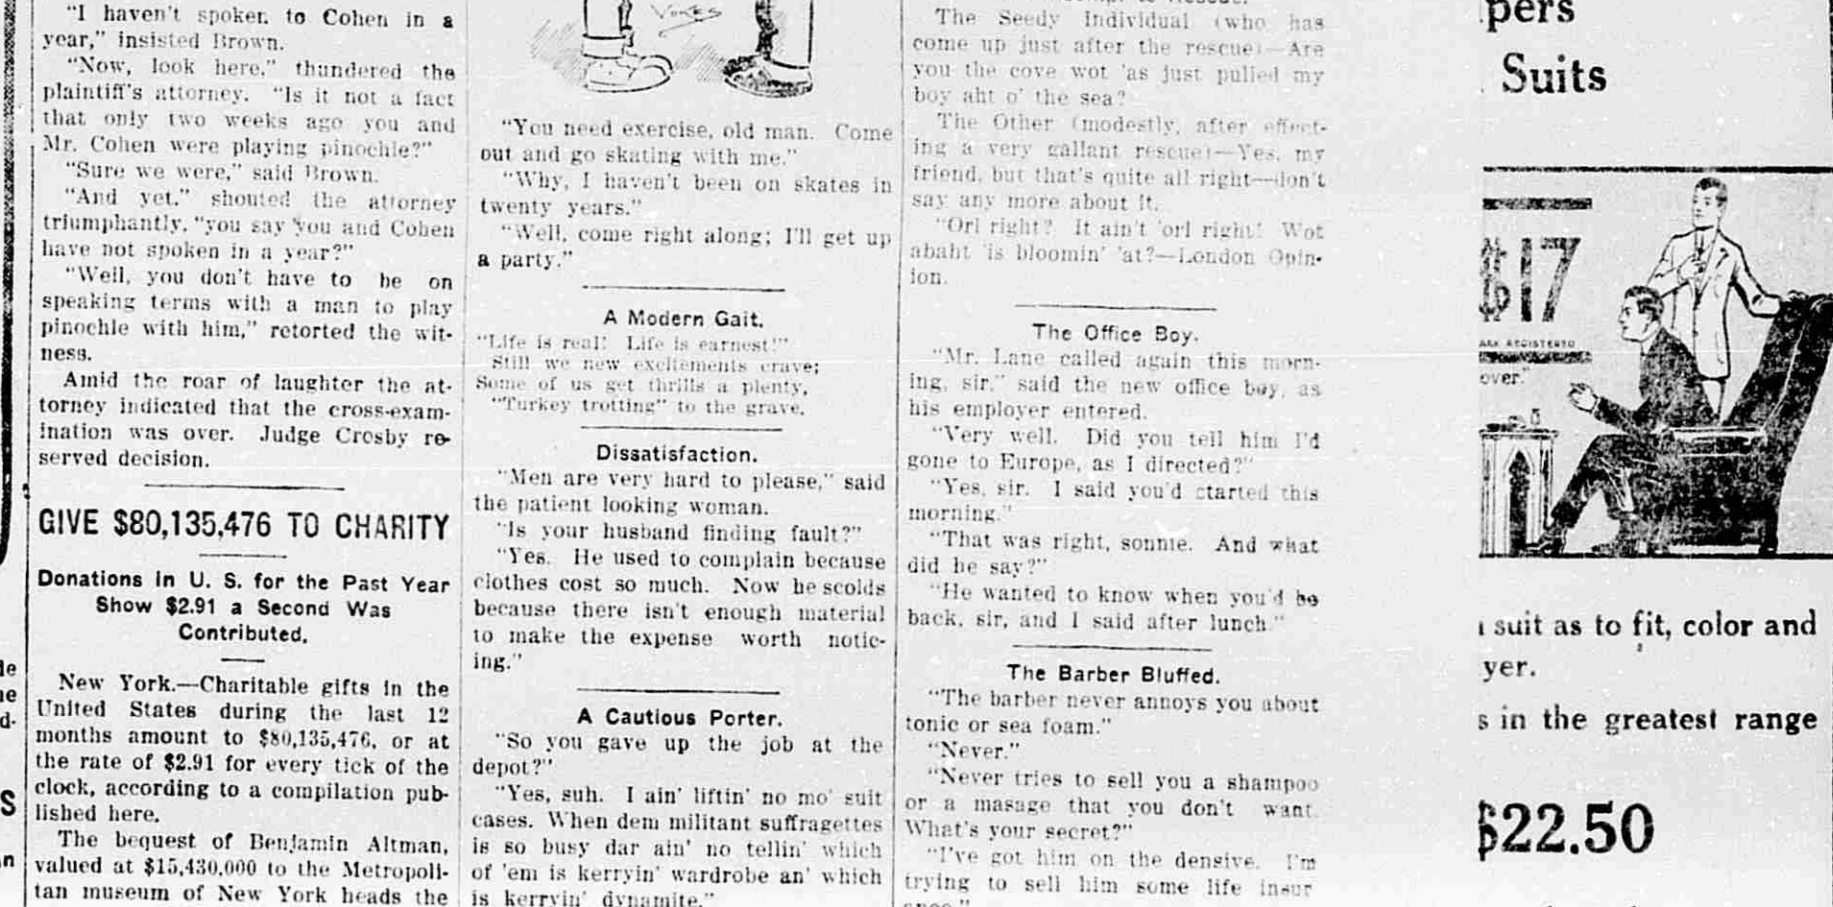 "I haven't spoken to Cohen in a
year," insisted Brown.
"Now, look here," thundered the
plaintiff's attorney. "Is it not a fact
that only two weeks ago you and
Mr. Cohen were playing pinochle?"
"Sure we were," said Brown.
"And yet," shouted the attorney
triumphantly, "you say you and Cohen
have not spoken in a year?"
"Well, you don't have to be on
speaking terms with a man to play
pinochle with him," retorted the wit-
ness.
Amid the roar of laughter the at-
torney indicated that the cross-exam-
ination was over. Judge Crosby re-
served decision.
GIVE $80,135,476 TO CHARITY
Donations in U. S. for the Past Year
Show $2.91 a Second Was
Contributed.
New York.—Charitable gifts in the
United States during the last 12
months amount to $80,135,476, or at
the rate of $2.91 for every tick of the
clock, according to a compilation pub-
lished here.
The bequest of Benjamin Altman,
valued at $15,430,000 to the Metropoli-
tan museum of New York heads the
"You need exercise, old man. Come
out and go skating with me."
"Why, I haven't been on skates in
twenty years."
"Well, come right along; I'll get up
a party."
A Modern Gait.
"Life is real! Life is earnest!"
Still we new excitements crave;
Some of us get thrills a plenty,
"Turkey trotting" to the grave.
Dissatisfaction.
"Men are very hard to please," said
the patient looking woman.
"Is your husband finding fault?"
"Yes. He used to complain because
clothes cost so much. Now he scolds
because there isn't enough material
to make the expense worth notic-
ing."
A Cautious Porter.
"So you gave up the job at the
depot?"
"Yes, suh. I ain' liftin' no mo' suit
cases. When dem militant suffragettes
is so busy dar ain' no tellin' which
of 'em is kerryin' wardrobe an' which
is kerryin' dynamite."
The Seedy Individual (who has
come up just after the rescue)—Are
you the cove wot 'as just pulled my
boy aht o' the sea?
The Other (modestly, after effect-
ing a very gallant rescue)—Yes, my
friend, but that's quite all right—don't
say any more about it.
"Orl right? It ain't 'orl right! Wot
ababt 'is bloomin' 'at?—London Opin-
ion.
The Office Boy.
"Mr. Lane called again this morn-
ing, sir," said the new office boy, as
his employer entered.
"Very well. Did you tell him I'd
gone to Europe, as I directed?"
"Yes, sir. I said you'd started this
morning."
"That was right, sonnie. And what
did he say?"
"He wanted to know when you'd be
back, sir, and I said after lunch."
The Barber Bluffed.
"The barber never annoys you about
tonic or sea foam."
"Never."
"Never tries to sell you a shampoo
or a masage that you don't want.
What's your secret?"
"I've got him on the densive. I'm
trying to sell him some life insur
pers
Suits
$17
over."
suit as to fit, color and
yer.
s in the greatest range
$22.50